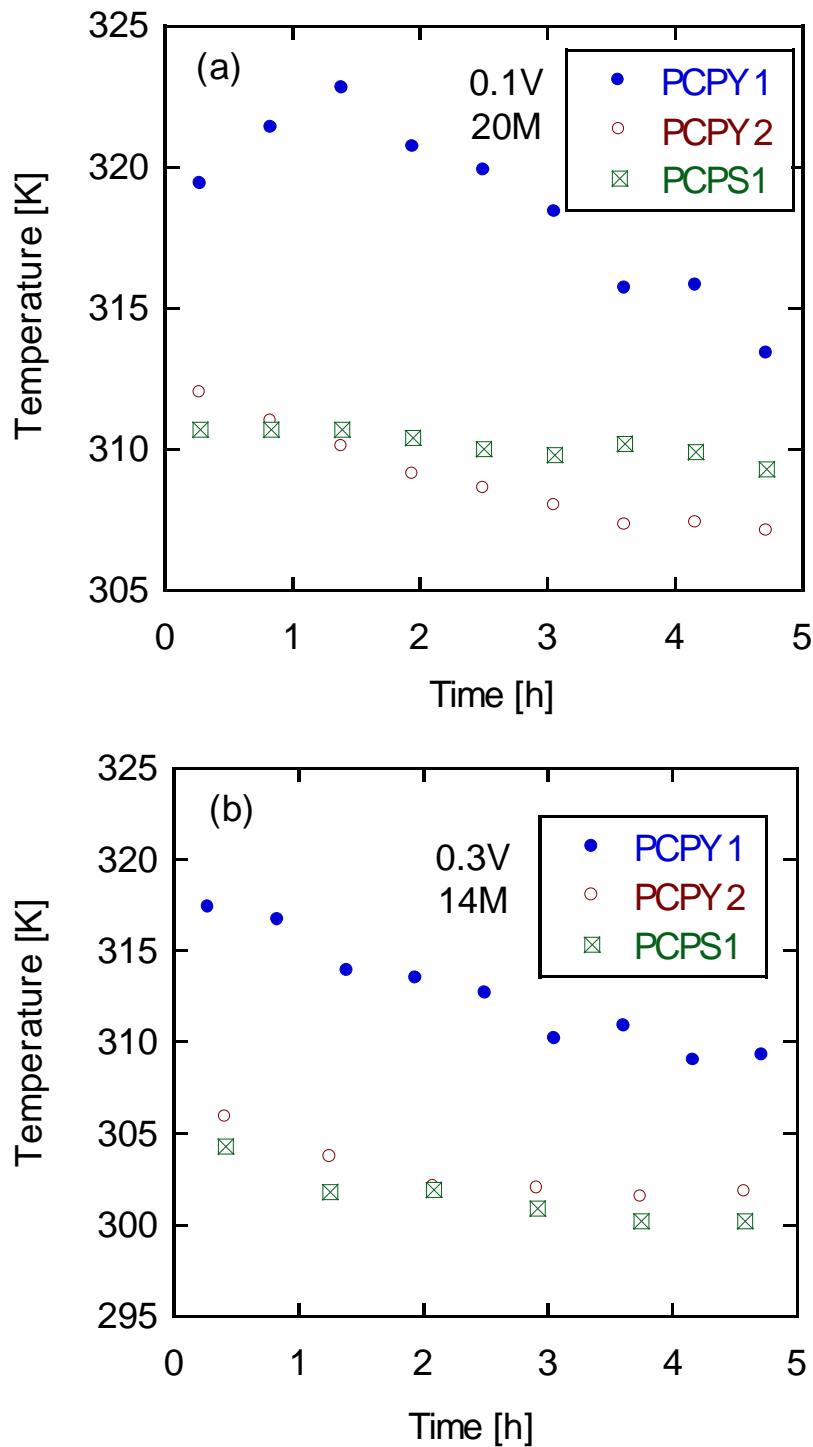 325
(a)
0.1V
20M
PCPY1
PCPY2
PCPS1
320
315
310
305
Temperature [K]
0 1 2 3 4 5
Time [h]
325
(b)
0.3V
14M
PCPY1
PCPY2
PCPS1
320
315
310
305
300
295
Temperature [K]
0 1 2 3 4 5
Time [h]